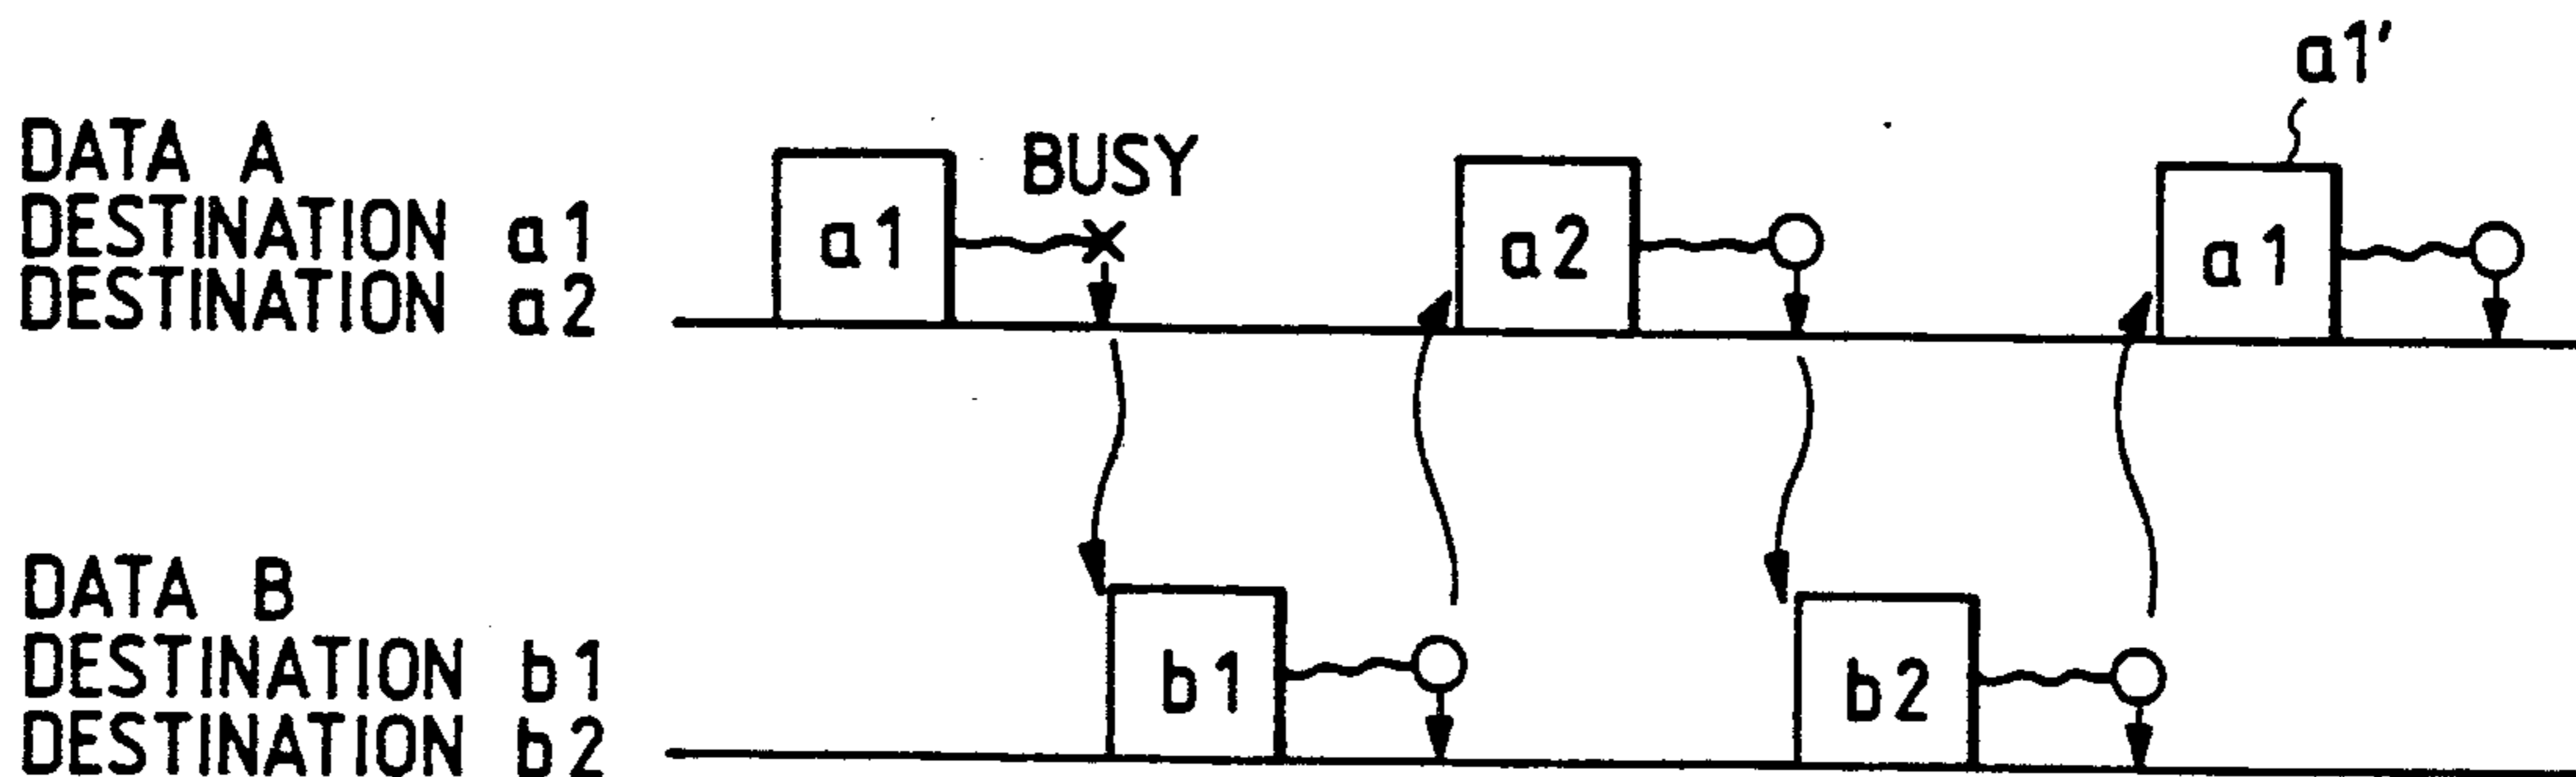 a1'
DATA A
DESTINATION a1
DESTINATION a2
a1
BUSY
a2
a1
DATA B
DESTINATION b1
DESTINATION b2
b1
b2